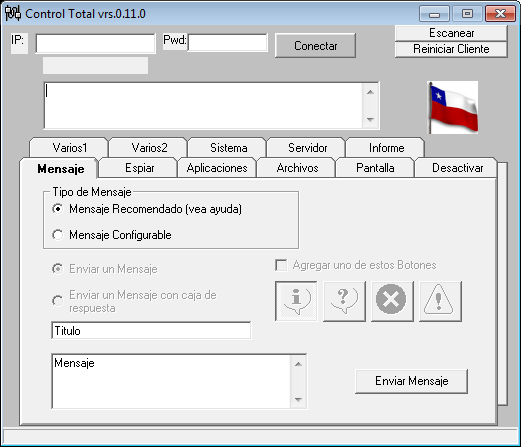 Control Total vrs.0.11.0
IP:
Pwd:
Conectar
Escanear
Reiniciar Cliente
Varios1
Varios2
Sistema
Servidor
Informe
Mensaje
Espiar
Aplicaciones
Archivos
Pantalla
Desactivar
Tipo de Mensaje
Mensaje Recomendado (vea ayuda)
Mensaje Configurable
Enviar un Mensaje
Agregar uno de estos Botones
Enviar un Mensaje con caja de
respuesta
Titulo
Mensaje
Enviar Mensaje